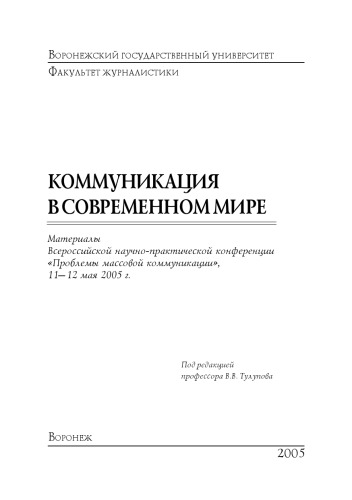 Воронежский государственный университет
Факультет журналистики
КОММУНИКАЦИЯ
В СОВРЕМЕННОМ МИРЕ
Материалы
Всероссийской научно-практической конференции
«Проблемы массовой коммуникации»,
11—12 мая 2005 г.
Под редакцией
профессора В.В. Тулупова
Воронеж
2005